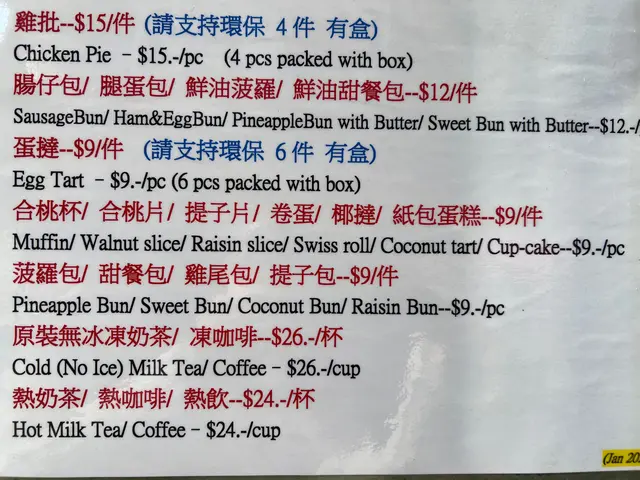 雞批--$15/件 (請支持環保 4 件 有盒)
Chicken Pie - $15.-/pc (4 pcs packed with box)
腸仔包/ 腿蛋包/ 鮮油菠羅/ 鮮油甜餐包--$12/件
SausageBun/ Ham&EggBun/ PineappleBun with Butter/ Sweet Bun with Butter--$12.-/
蛋撻--$9/件 (請支持環保 6 件 有盒)
Egg Tart - $9.-/pc (6 pcs packed with box)
合桃杯/ 合桃片/ 提子片/ 卷蛋/ 椰撻/ 紙包蛋糕--$9/件
Muffin/ Walnut slice/ Raisin slice/ Swiss roll/ Coconut tart/ Cup-cake--$9.-/pc
菠羅包/ 甜餐包/ 雞尾包/ 提子包--$9/件
Pineapple Bun/ Sweet Bun/ Coconut Bun/ Raisin Bun--$9.-/pc
原裝無冰凍奶茶/ 凍咖啡--$26.-/杯
Cold (No Ice) Milk Tea/ Coffee - $26.-/cup
熱奶茶/ 熱咖啡/ 熱飲--$24.-/杯
Hot Milk Tea/ Coffee - $24.-/cup
(Jan 20